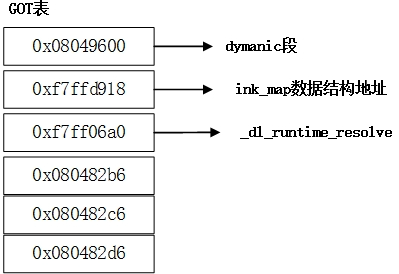 GOT表
0x08049600 dymanic段
0xf7ffd918 ink_map数据结构地址
0xf7ff06a0 _dl_runtime_resolve
0x080482b6
0x080482c6
0x080482d6